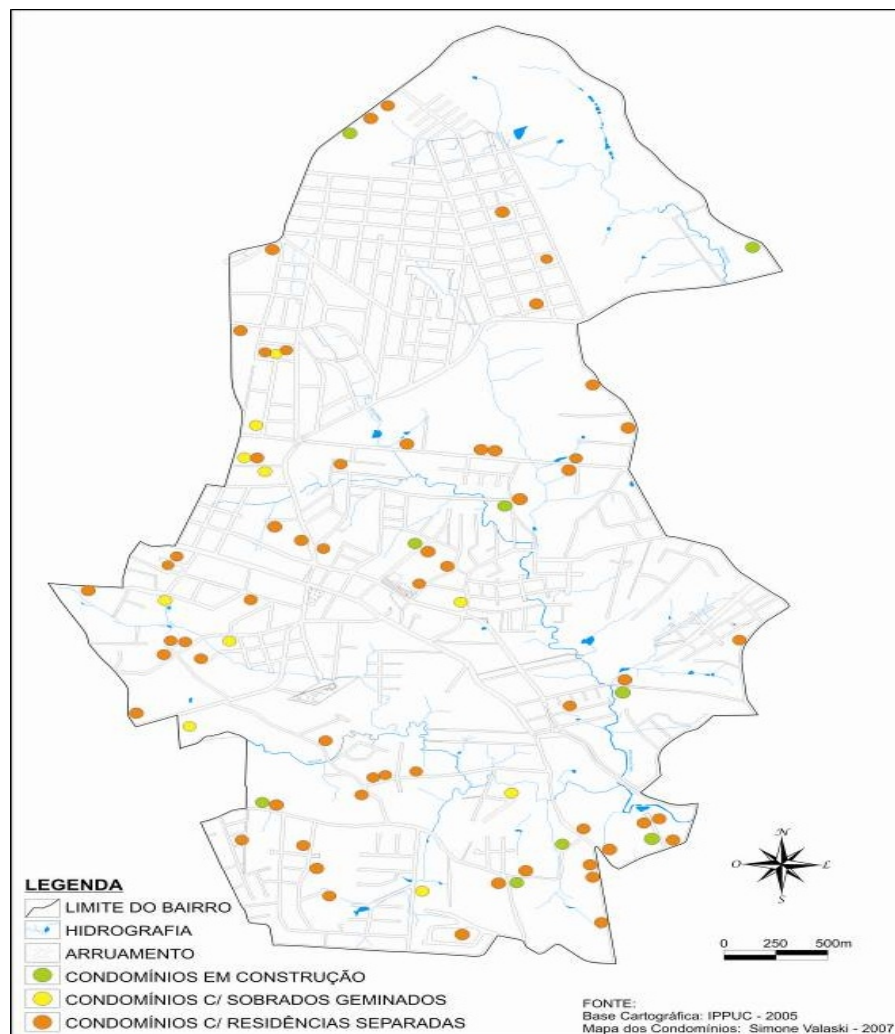 N
O
L
S
LEGENDA
LIMITE DO BAIRRO
HIDROGRAFIA
ARRUAMENTO
CONDOMÍNIOS EM CONSTRUÇÃO
CONDOMÍNIOS C/ SOBRADOS GEMINADOS
CONDOMÍNIOS C/ RESIDÊNCIAS SEPARADAS
0 250 500m
FONTE:
Base Cartográfica: IPPUC - 2005
Mapa dos Condomínios: Simone Valaski - 2007